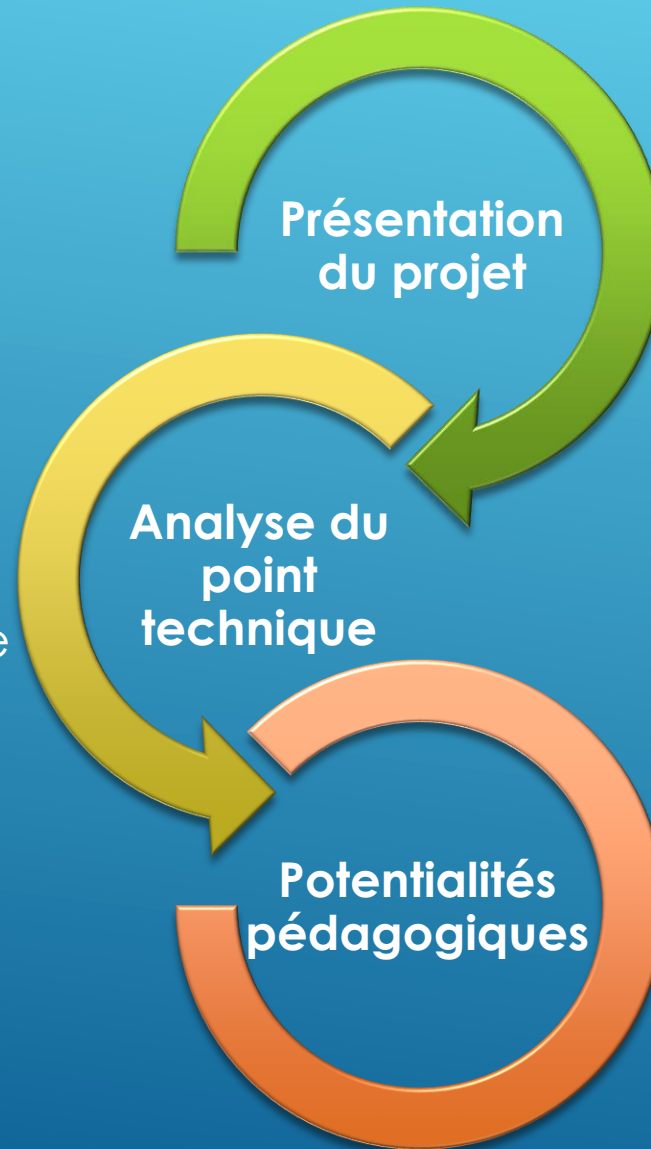 Présentation
du projet
Analyse du
point
technique
e
Potentialités
pédagogiques